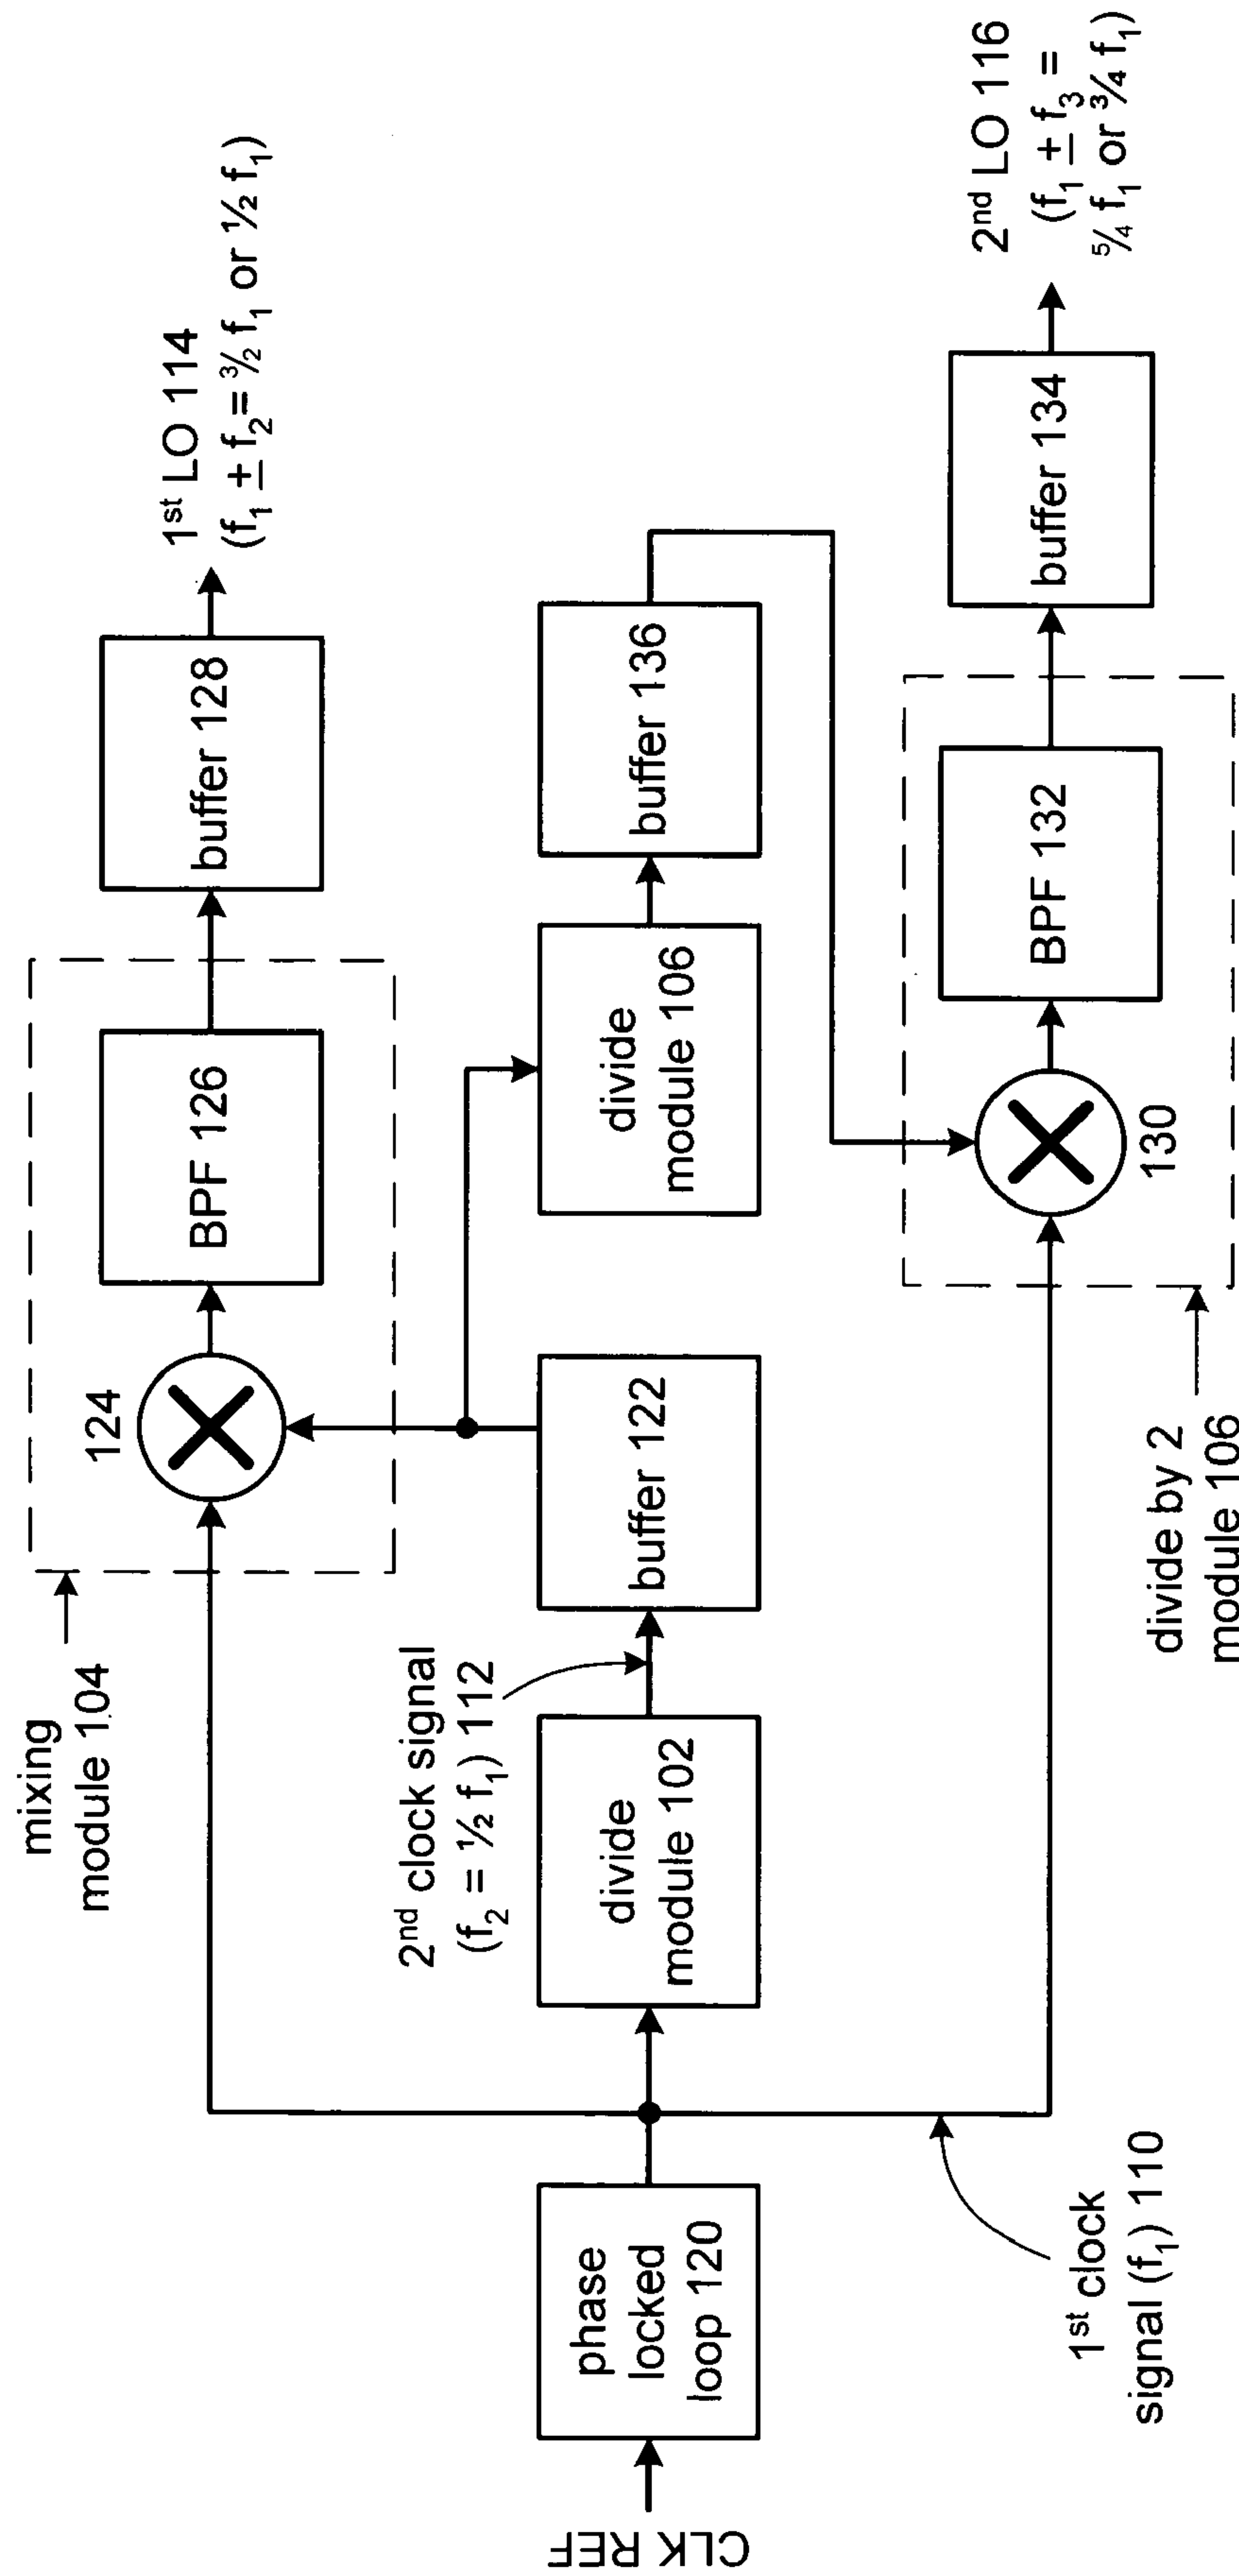 mixing
module 104
124
BPF 126
buffer 128
1st LO 114
(f1 ± f2 = 3/2 f1 or ½ f1)
CLK REF
phase
locked
loop 120
divide
module 102
2nd clock signal
(f2 = ½ f1) 112
buffer 122
divide
module 106
buffer 136
1st clock
signal (f1) 110
divide by 2
module 106
130
BPF 132
buffer 134
2nd LO 116
(f1 ± f3 =
5/4 f1 or ¾ f1)